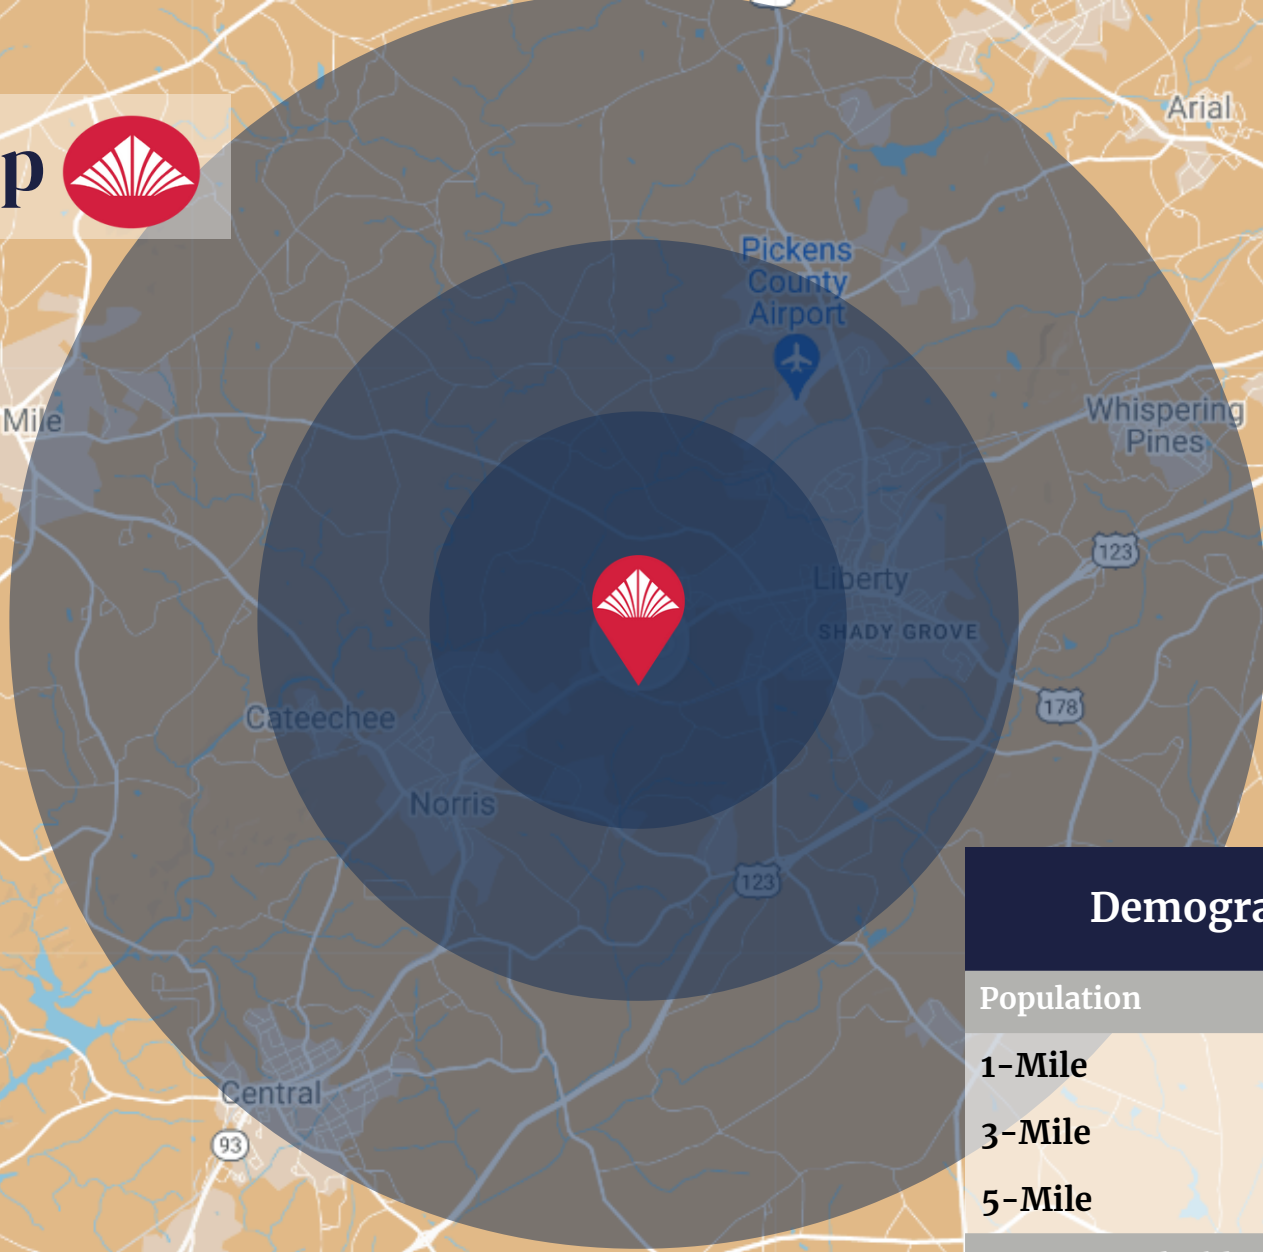 Arial
p
Pickens
County
Airport
Mile
Whispering
Pines
123
Liberty
SHADY GROVE
178
Cateechee
Norris
123
Demogra
Population
1-Mile
3-Mile
5-Mile
Central
93